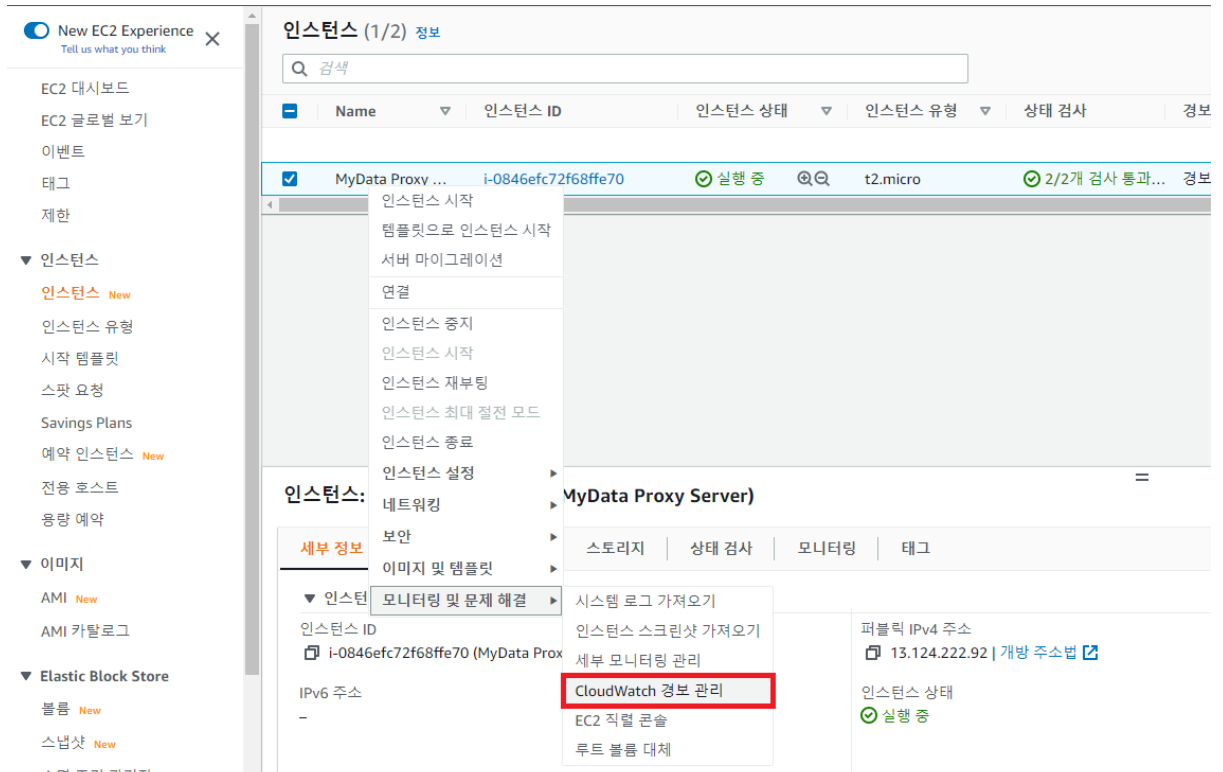 New EC2 Experience
Tell us what you think
EC2 대시보드
EC2 글로벌 보기
이벤트
태그
제한
인스턴스
인스턴스 New
인스턴스 유형
시작 템플릿
스팟 요청
Savings Plans
예약 인스턴스 New
전용 호스트
용량 예약
이미지
AMI New
AMI 카탈로그
Elastic Block Store
볼륨 New
스냅샷 New
인스턴스 (1/2) 정보
검색
Name 인스턴스 ID 인스턴스 상태 인스턴스 유형 상태 검사 경보
MyData Proxy ... i-0846efc72f68ffe70 실행 중 t2.micro 2/2개 검사 통과... 경보
인스턴스 시작
템플릿으로 인스턴스 시작
서버 마이그레이션
연결
인스턴스 중지
인스턴스 시작
인스턴스 재부팅
인스턴스 최대 절전 모드
인스턴스 종료
인스턴스 설정
네트워킹
보안
이미지 및 템플릿
모니터링 및 문제 해결
시스템 로그 가져오기
인스턴스 스크린샷 가져오기
세부 모니터링 관리
CloudWatch 경보 관리
EC2 직렬 콘솔
루트 볼륨 대체
인스턴스: MyData Proxy Server)
세부 정보 스토리지 상태 검사 모니터링 태그
인스턴
인스턴스 ID
i-0846efc72f68ffe70 (MyData Prox
IPv6 주소
–
퍼블릭 IPv4 주소
13.124.222.92 | 개방 주소법
인스턴스 상태
실행 중